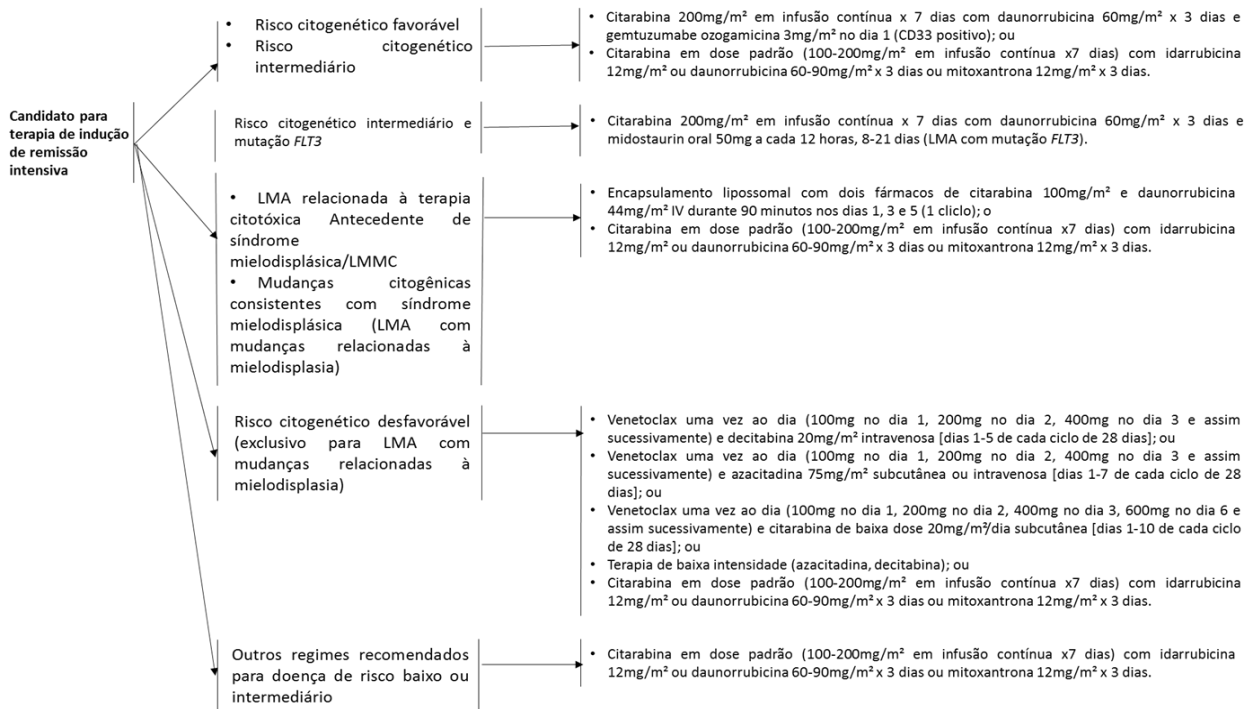 Candidato para
terapia de indução
de remissão
intensiva
• Risco citogenético favorável
• Risco citogenético
intermediário
• Citarabina 200mg/m² em infusão contínua x 7 dias com daunorrubicina 60mg/m² x 3 dias e
gemtuzumabe ozogamicina 3mg/m² no dia 1 (CD33 positivo); ou
• Citarabina em dose padrão (100-200mg/m² em infusão contínua x7 dias) com idarrubicina
12mg/m² ou daunorrubicina 60-90mg/m² x 3 dias ou mitoxantrona 12mg/m² x 3 dias.
Risco citogenético intermediário e
mutação FLT3
• Citarabina 200mg/m² em infusão contínua x 7 dias com daunorrubicina 60mg/m² x 3 dias e
midostaurin oral 50mg a cada 12 horas, 8-21 dias (LMA com mutação FLT3).
• LMA relacionada à terapia
citotóxica Antecedente de
síndrome
mielodisplásica/LMMC
• Mudanças citogênicas
consistentes com síndrome
mielodisplásica (LMA com
mudanças relacionadas à
mielodisplasia)
• Encapsulamento lipossomal com dois fármacos de citarabina 100mg/m² e daunorrubicina
44mg/m² IV durante 90 minutos nos dias 1, 3 e 5 (1 cliclo); o
• Citarabina em dose padrão (100-200mg/m² em infusão contínua x7 dias) com idarrubicina
12mg/m² ou daunorrubicina 60-90mg/m² x 3 dias ou mitoxantrona 12mg/m² x 3 dias.
Risco citogenético desfavorável
(exclusivo para LMA com
mudanças relacionadas à
mielodisplasia)
• Venetoclax uma vez ao dia (100mg no dia 1, 200mg no dia 2, 400mg no dia 3 e assim
sucessivamente) e decitabina 20mg/m² intravenosa [dias 1-5 de cada ciclo de 28 dias]; ou
• Venetoclax uma vez ao dia (100mg no dia 1, 200mg no dia 2, 400mg no dia 3 e assim
sucessivamente) e azacitadina 75mg/m² subcutânea ou intravenosa [dias 1-7 de cada ciclo de 28
dias]; ou
• Venetoclax uma vez ao dia (100mg no dia 1, 200mg no dia 2, 400mg no dia 3, 600mg no dia 6 e
assim sucessivamente) e citarabina de baixa dose 20mg/m²/dia subcutânea [dias 1-10 de cada ciclo
de 28 dias]; ou
• Terapia de baixa intensidade (azacitadina, decitabina); ou
• Citarabina em dose padrão (100-200mg/m² em infusão contínua x7 dias) com idarrubicina
12mg/m² ou daunorrubicina 60-90mg/m² x 3 dias ou mitoxantrona 12mg/m² x 3 dias.
Outros regimes recomendados
para doença de risco baixo ou
intermediário
• Citarabina em dose padrão (100-200mg/m² em infusão contínua x7 dias) com idarrubicina
12mg/m² ou daunorrubicina 60-90mg/m² x 3 dias ou mitoxantrona 12mg/m² x 3 dias.